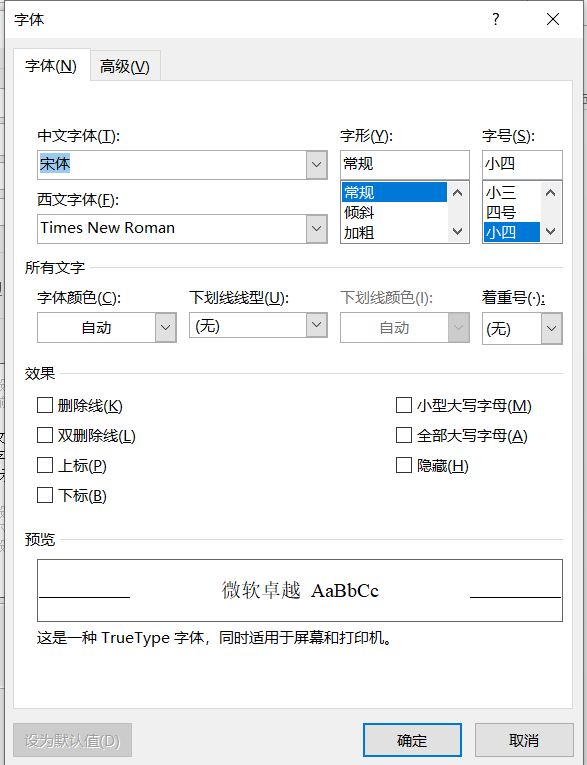 字体 ?
字体(N) 高级(V)
中文字体(T): 字形(Y): 字号(S):
宋体 常规 小四
西文字体(F): 常规 小三
Times New Roman 倾斜 四号
加粗 小四
所有文字
字体颜色(C): 下划线线型(U): 下划线颜色(I): 着重号(·):
自动 (无) 自动 (无)
效果
删除线(K) 小型大写字母(M)
双删除线(L) 全部大写字母(A)
上标(P) 隐藏(H)
下标(B)
预览
微软卓越 AaBbCc
这是一种 TrueType 字体，同时适用于屏幕和打印机。
设为默认值(D) 确定 取消